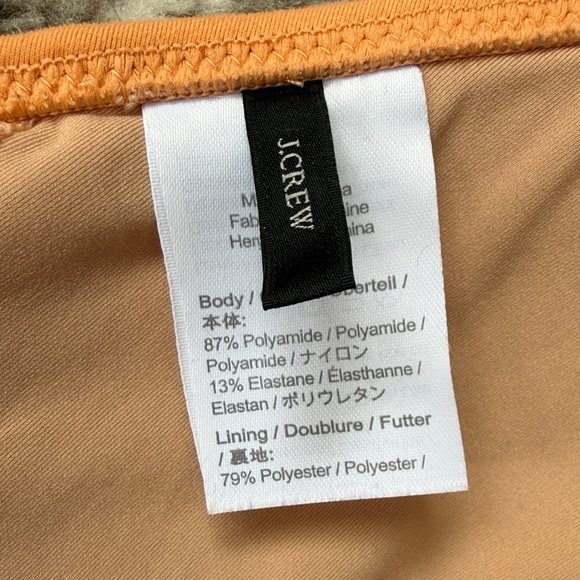 J.CREW
Body / 
本体:
87% Polyamide / Polyamide /
Polyamide / ナイロン
13% Elastane / Élasthanne /
Elastan / ポリウレタン
Lining / Doublure / Futter
/ 裏地:
79% Polyester / Polyester /